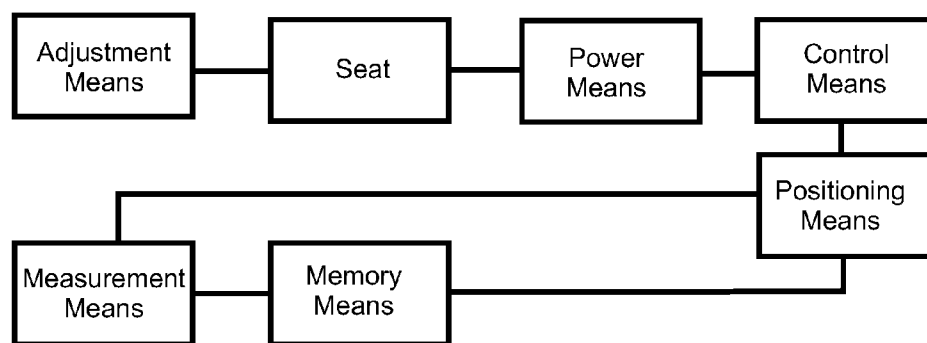 Adjustment
Means
Seat
Power
Means
Control
Means
Positioning
Means
Measurement
Means
Memory
Means